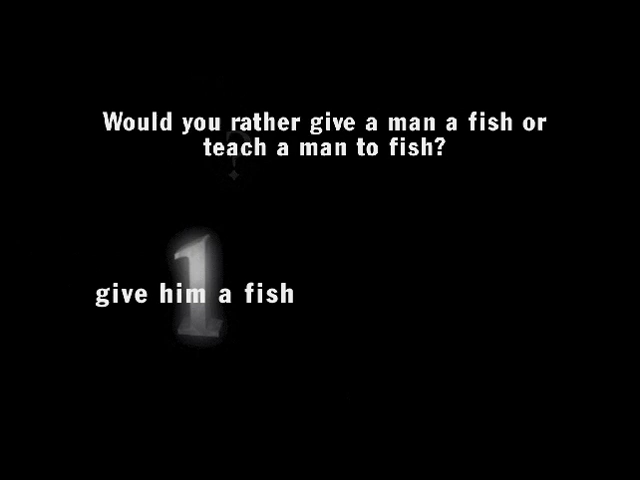 Would you rather give a man a fish or
teach a man to fish?
?
1
give him a fish